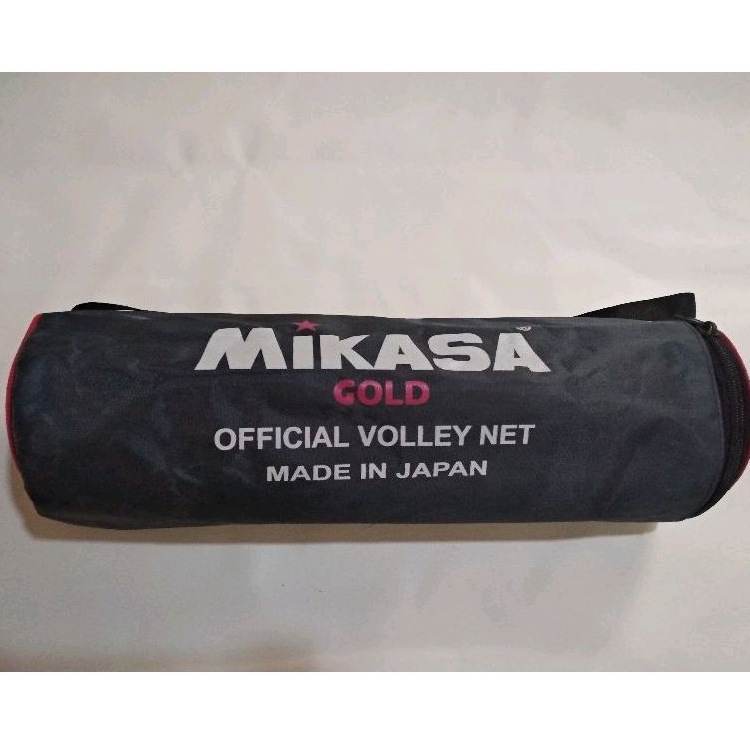 MiKASA
GOLD
OFFICIAL VOLLEY NET
MADE IN JAPAN